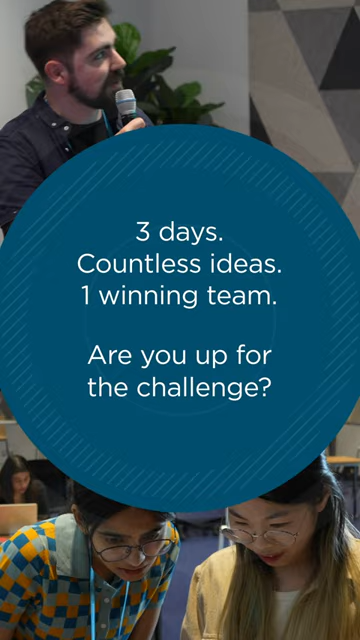 3 days.
Countless ideas.
1 winning team.
Are you up for
the challenge?